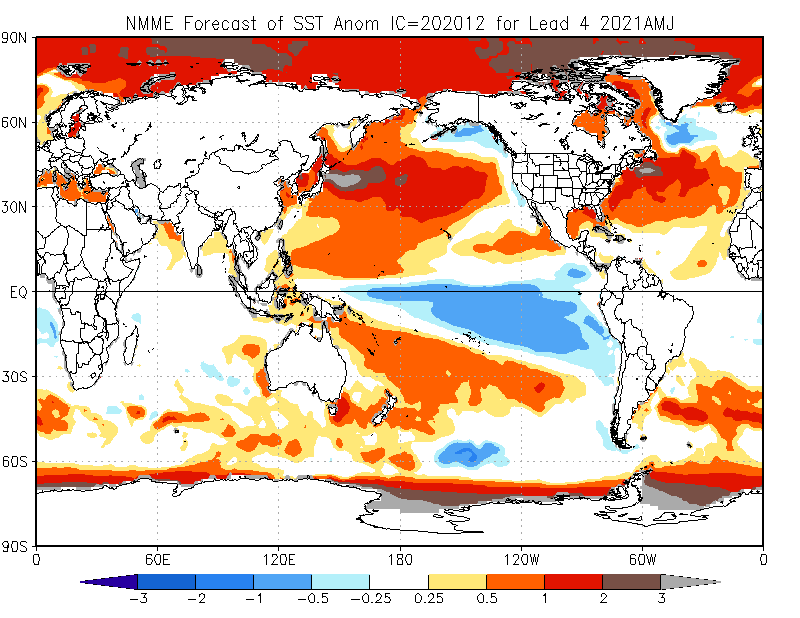 NMME Forecast of SST Anom IC=202012 for Lead 4 2021AMJ
90N
60N
30N
EQ
30S
60S
90S
0 60E 120E 180 120W 60W 0
-3 -2 -1 -0.5 -0.25 0.25 0.5 1 2 3